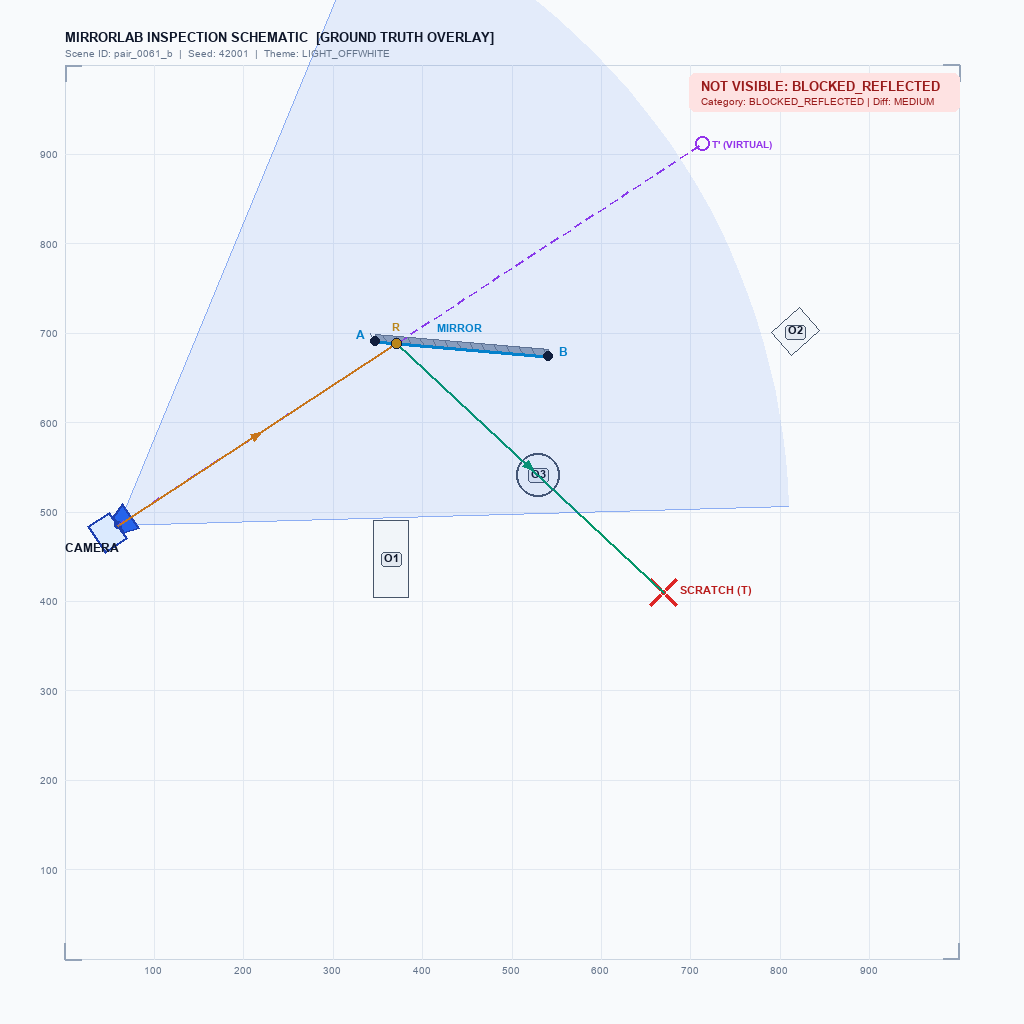 MIRRORLAB INSPECTION SCHEMATIC [GROUND TRUTH OVERLAY]
Scene ID: pair_0061_b | Seed: 42001 | Theme: LIGHT_OFFWHITE
NOT VISIBLE: BLOCKED_REFLECTED
Category: BLOCKED_REFLECTED | Diff: MEDIUM
T' (VIRTUAL)
900
800
700
600
500
400
300
200
100
R
MIRROR
A
B
O2
O3
CAMERA
O1
SCRATCH (T)
100
200
300
400
500
600
700
800
900